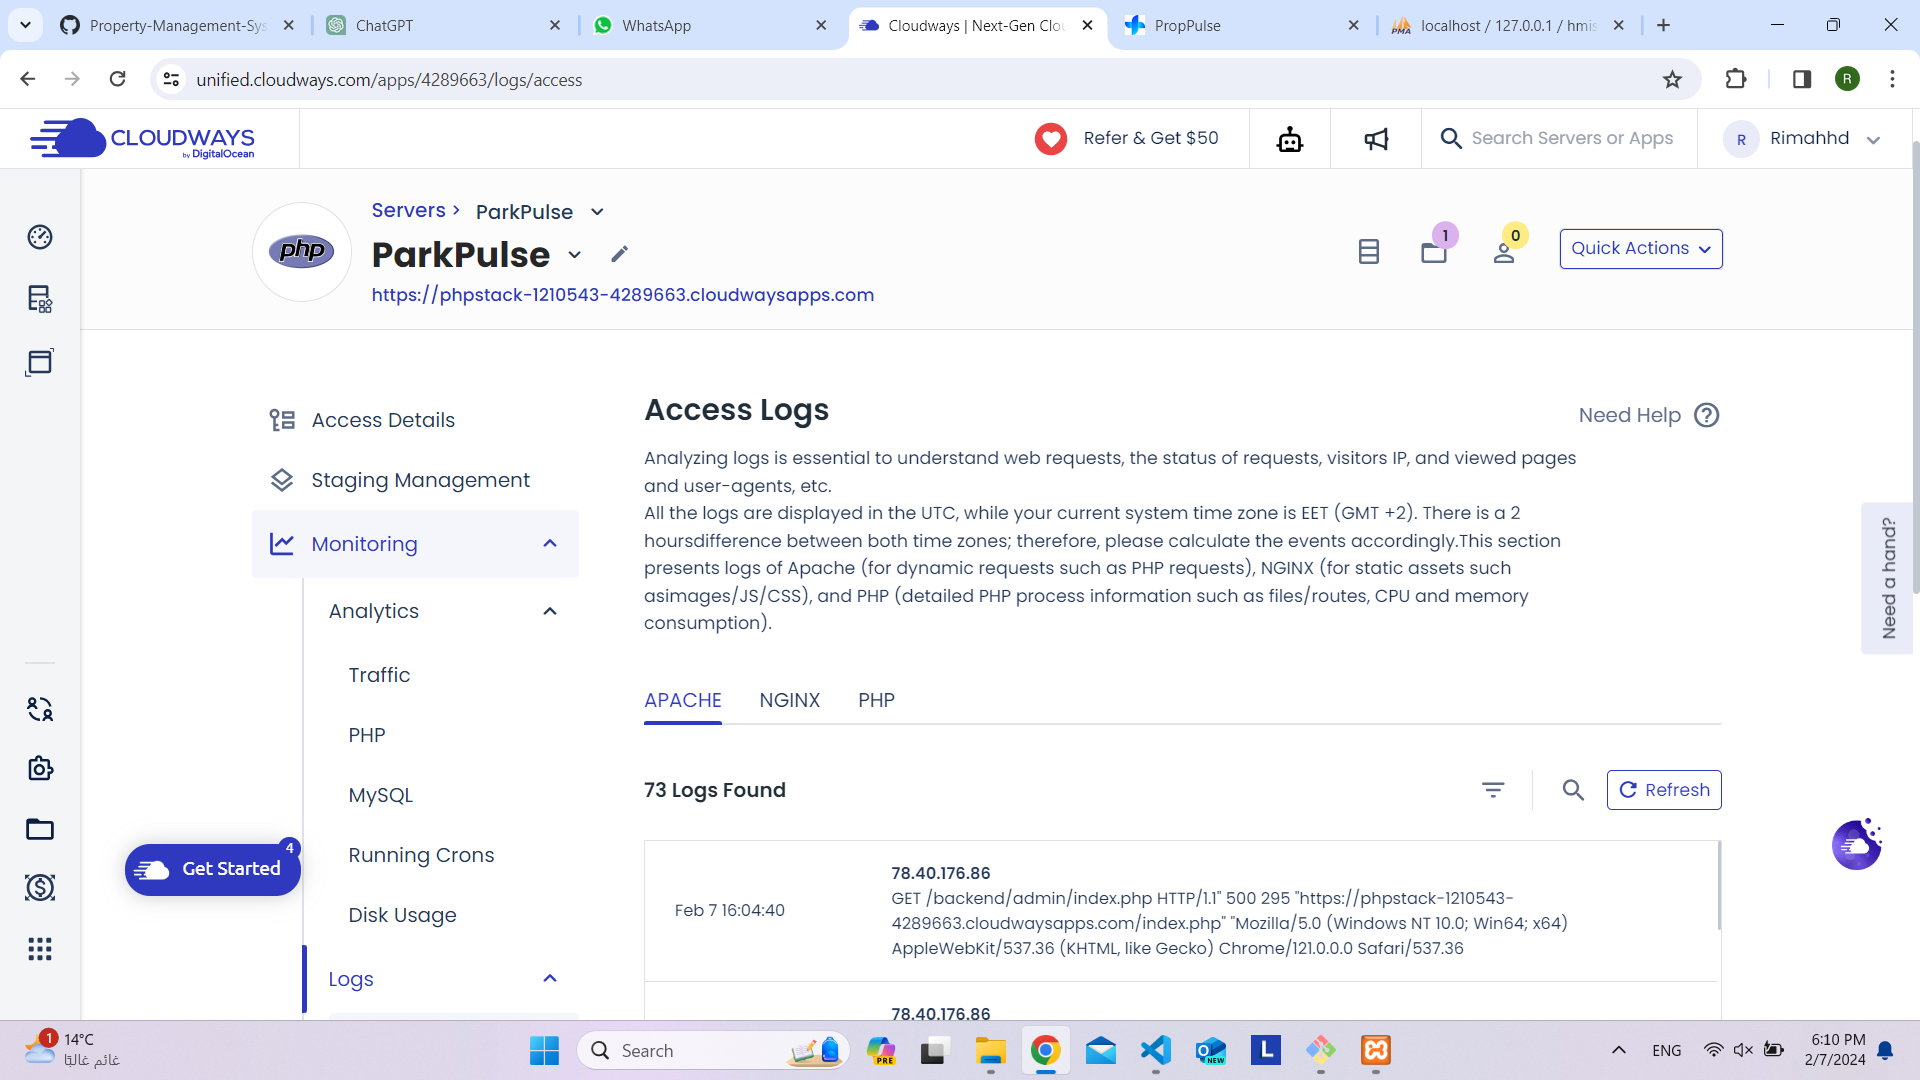 Property-Management-Sys
ChatGPT
WhatsApp
Cloudways | Next-Gen Clou
PropPulse
PMA
localhost / 127.0.0.1 / hmis
unified.cloudways.com/apps/4289663/logs/access
R
CLOUDWAYS
by DigitalOcean
Refer & Get $50
Search Servers or Apps
R
Rimahhd
php
Servers >
ParkPulse
ParkPulse
https://phpstack-1210543-4289663.cloudwaysapps.com
1
0
Quick Actions
Access Details
Staging Management
Monitoring
Analytics
Traffic
PHP
MySQL
Running Crons
Disk Usage
Logs
Get Started
4
Access Logs
Need Help
Analyzing logs is essential to understand web requests, the status of requests, visitors IP, and viewed pages
and user-agents, etc.
All the logs are displayed in the UTC, while your current system time zone is EET (GMT +2). There is a 2
hoursdifference between both time zones; therefore, please calculate the events accordingly.This section
presents logs of Apache (for dynamic requests such as PHP requests), NGINX (for static assets such
asimages/JS/CSS), and PHP (detailed PHP process information such as files/routes, CPU and memory
consumption).
Need a hand?
APACHE
NGINX
PHP
73 Logs Found
Refresh
Feb 7 16:04:40
78.40.176.86
GET /backend/admin/index.php HTTP/1.1" 500 295 "https://phpstack-1210543-
4289663.cloudwaysapps.com/index.php" "Mozilla/5.0 (Windows NT 10.0; Win64; x64)
AppleWebKit/537.36 (KHTML, like Gecko) Chrome/121.0.0.0 Safari/537.36
78.40.176.86
1
14°C
غائم غالبًا
Search
PRE
NEW
L
ENG
6:10 PM
2/7/2024